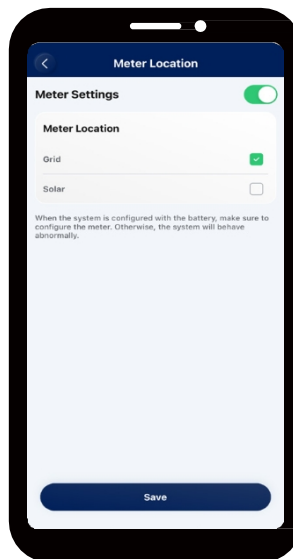 Meter Location
Meter Settings
Meter Location
Grid
Solar
When the system is configured with the battery, make sure to
configure the meter. Otherwise, the system will behave
abnormally.
Save